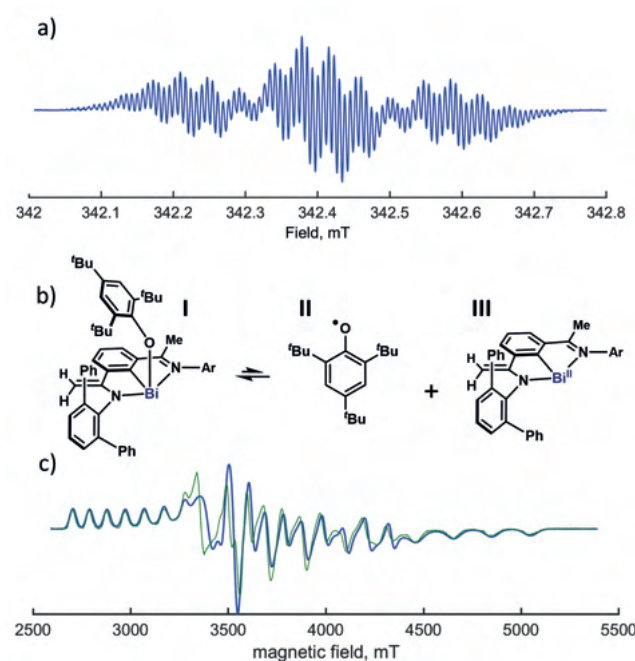 a)
342 342.1 342.2 342.3 342.4 342.5 342.6 342.7 342.8
Field, mT
b) I II III
tBu
tBu
tBu
O
Me
Ph
H
H
N
Bi
N
Ar
Ph
•O
tBu
tBu
tBu
+
Me
Ph
H
H
N
BiII
N
Ar
Ph
c)
2500 3000 3500 4000 4500 5000 5500
magnetic field, mT